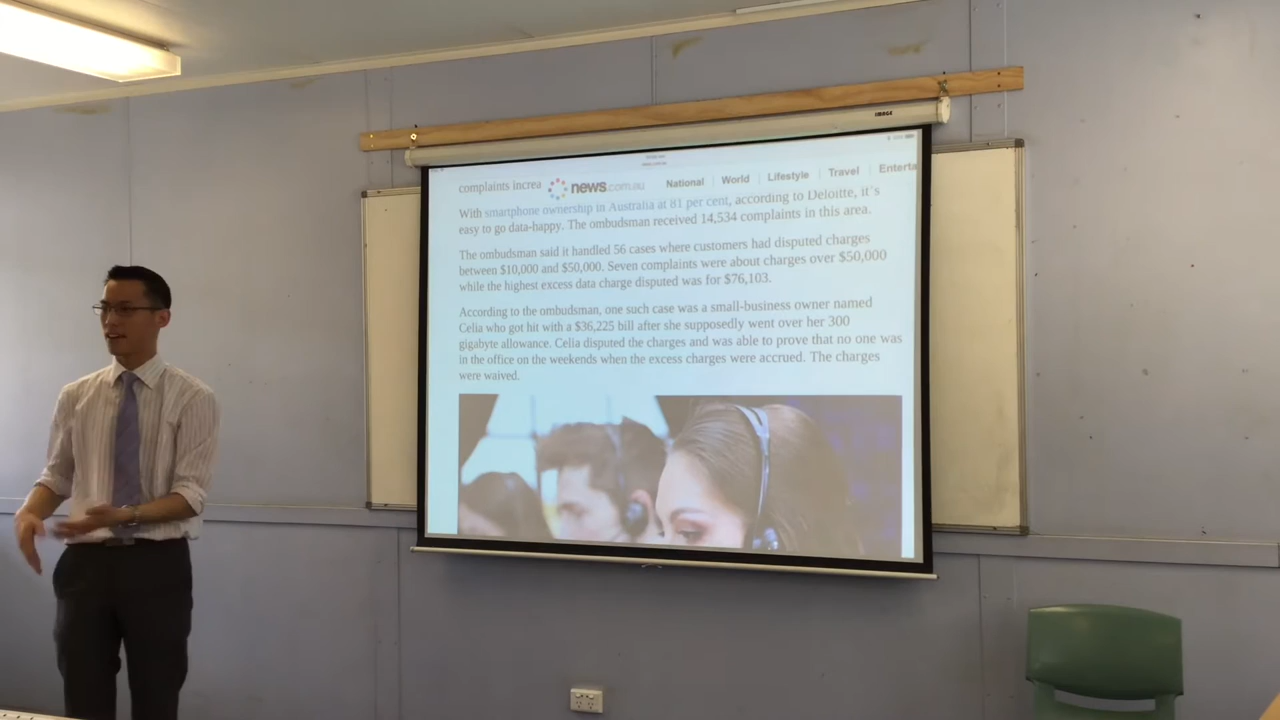 IMAGE
complaints increa
news.com.au
National
World
Lifestyle
Travel
Enterta
With smartphone ownership in Australia at 81 per cent, according to Deloitte, it's
easy to go data-happy. The ombudsman received 14,534 complaints in this area.
The ombudsman said it handled 56 cases where customers had disputed charges
between $10,000 and $50,000. Seven complaints were about charges over $50,000
while the highest excess data charge disputed was for $76,103.
According to the ombudsman, one such case was a small-business owner named
Celia who got hit with a $36,225 bill after she supposedly went over her 300
gigabyte allowance. Celia disputed the charges and was able to prove that no one was
in the office on the weekends when the excess charges were accrued. The charges
were waived.